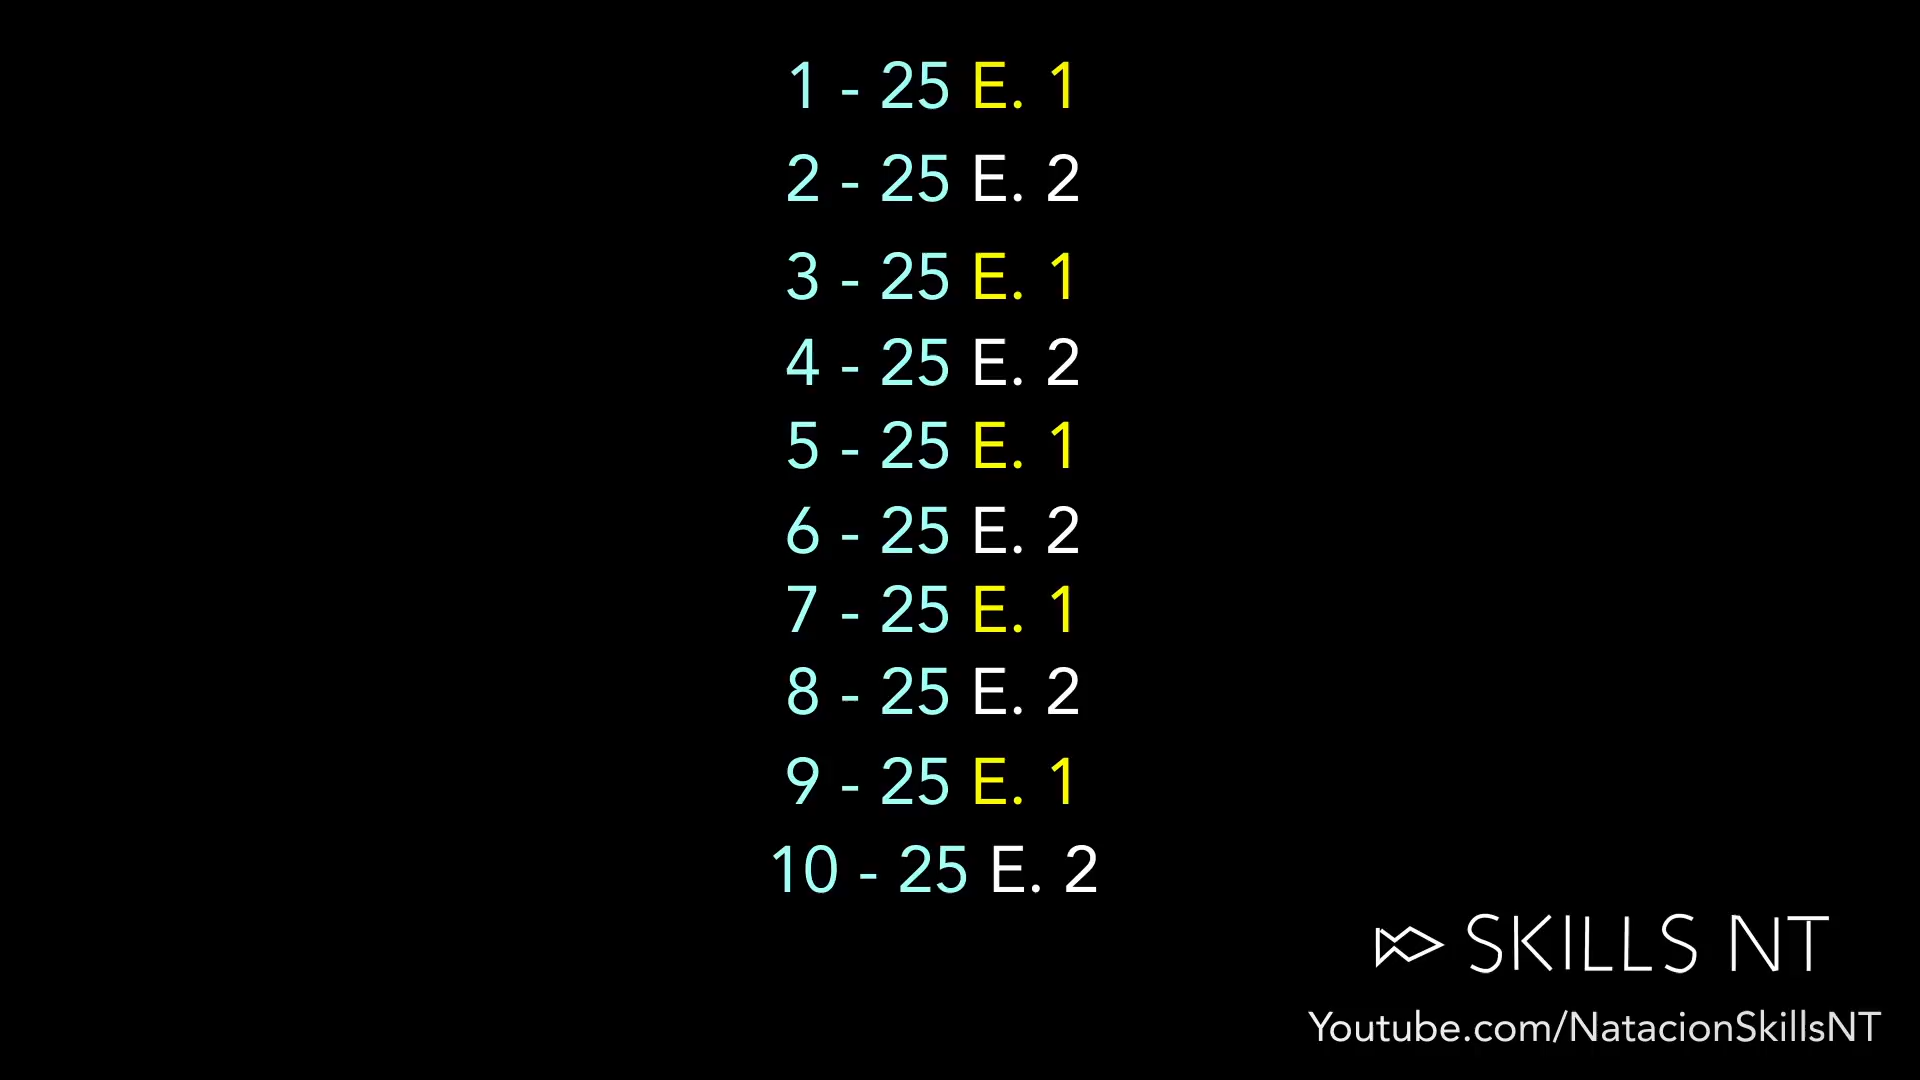 1 - 25 E. 1
2 - 25 E. 2
3 - 25 E. 1
4 - 25 E. 2
5 - 25 E. 1
6 - 25 E. 2
7 - 25 E. 1
8 - 25 E. 2
9 - 25 E. 1
10 - 25 E. 2
SKILLS NT
Youtube.com/NatacionSkillsNT